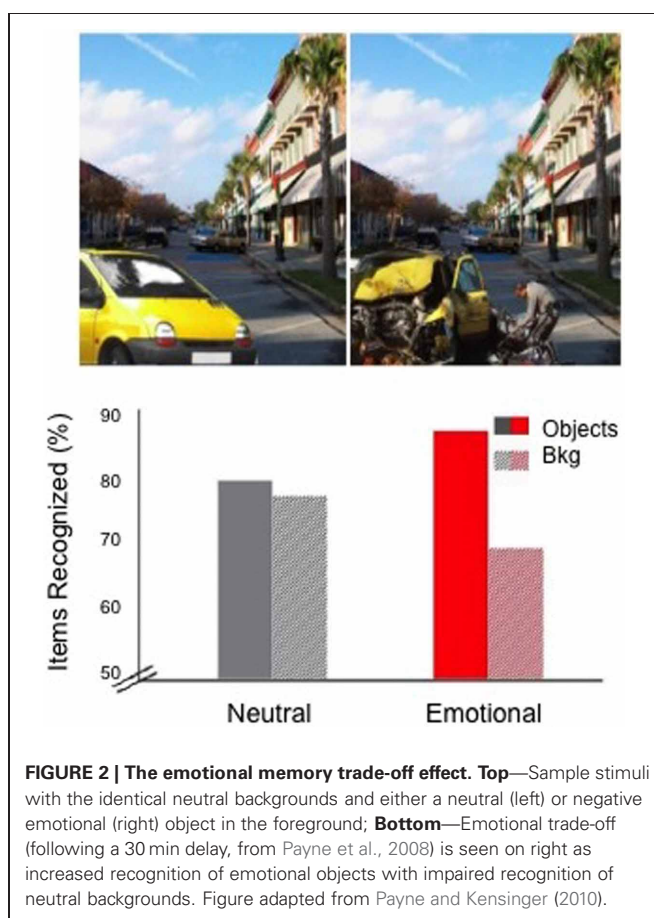 90
80
70
60
50
Items Recognized (%)
Objects
Bkg
Neutral
Emotional
FIGURE 2 | The emotional memory trade-off effect. Top—Sample stimuli
with the identical neutral backgrounds and either a neutral (left) or negative
emotional (right) object in the foreground; Bottom—Emotional trade-off
(following a 30 min delay, from Payne et al., 2008) is seen on right as
increased recognition of emotional objects with impaired recognition of
neutral backgrounds. Figure adapted from Payne and Kensinger (2010).